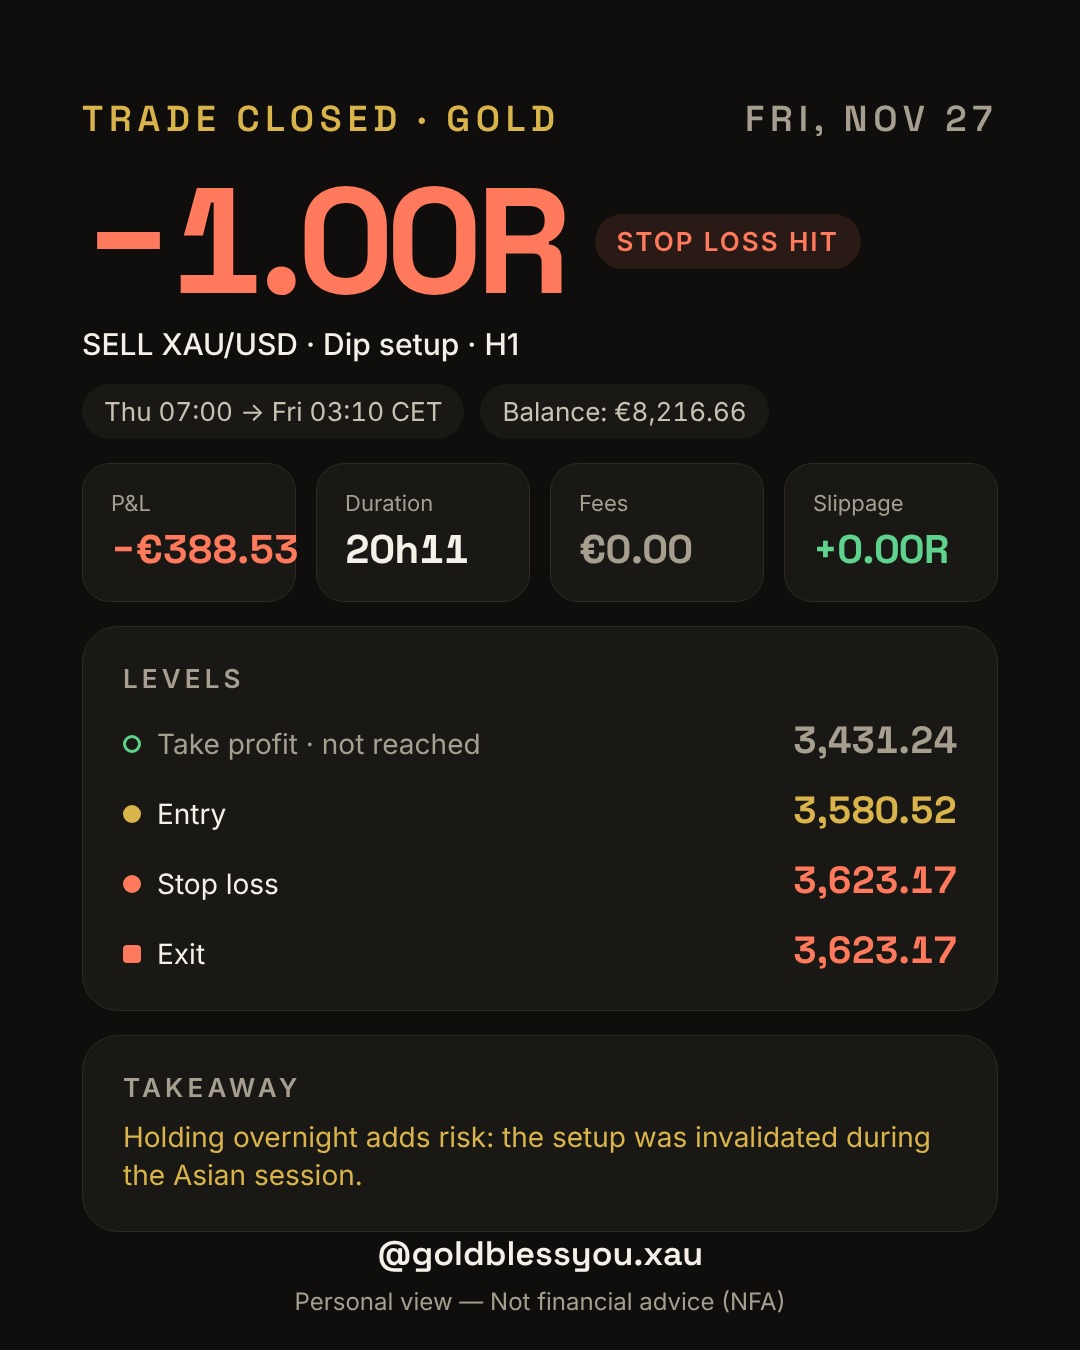 TRADE CLOSED · GOLD
FRI, NOV 27
−1.00R
STOP LOSS HIT
SELL XAU/USD · Dip setup · H1
Thu 07:00 → Fri 03:10 CET
Balance: €8,216.66
P&L
−€388.53
Duration
20h11
Fees
€0.00
Slippage
+0.00R
LEVELS
Take profit · not reached 3,431.24
Entry 3,580.52
Stop loss 3,623.17
Exit 3,623.17
TAKEAWAY
Holding overnight adds risk: the setup was invalidated during
the Asian session.
@goldblessyou.xau
Personal view — Not financial advice (NFA)